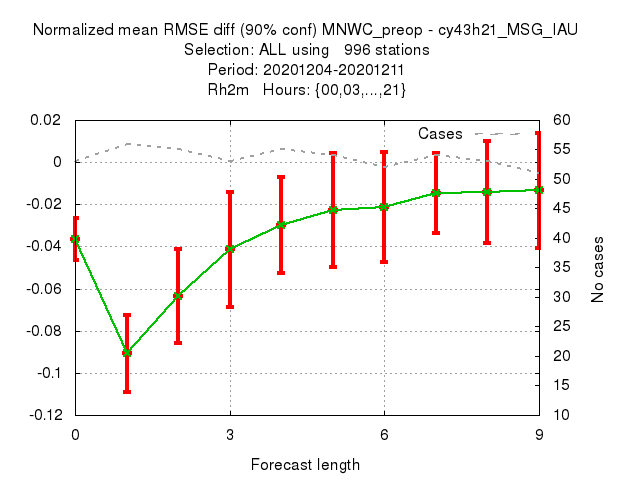 Normalized mean RMSE diff (90% conf) MNWC_preop - cy43h21_MSG_IAU
Selection: ALL using 996 stations
Period: 20201204-20201211
Rh2m Hours: {00,03,...,21}
0.02
0
-0.02
-0.04
-0.06
-0.08
-0.1
-0.12
Cases
60
55
50
45
40
35
30
25
20
15
10
No cases
0 3 6 9
Forecast length